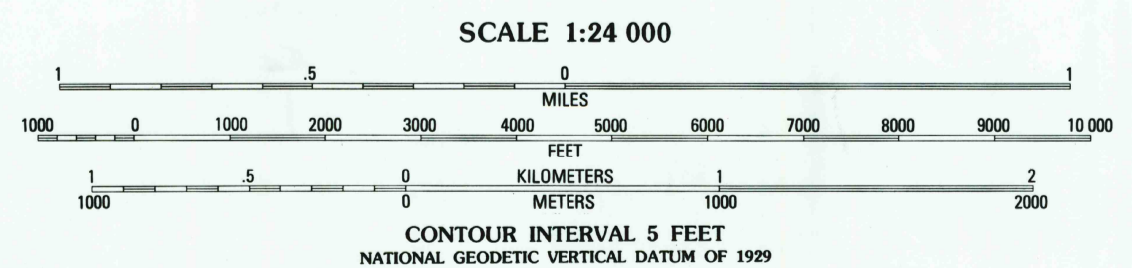 SCALE 1:24 000
1 .5 0 1
MILES
1000 0 1000 2000 3000 4000 5000 6000 7000 8000 9000 10 000
FEET
1 .5 0 KILOMETERS 1 2
1000 0 METERS 1000 2000
CONTOUR INTERVAL 5 FEET
NATIONAL GEODETIC VERTICAL DATUM OF 1929